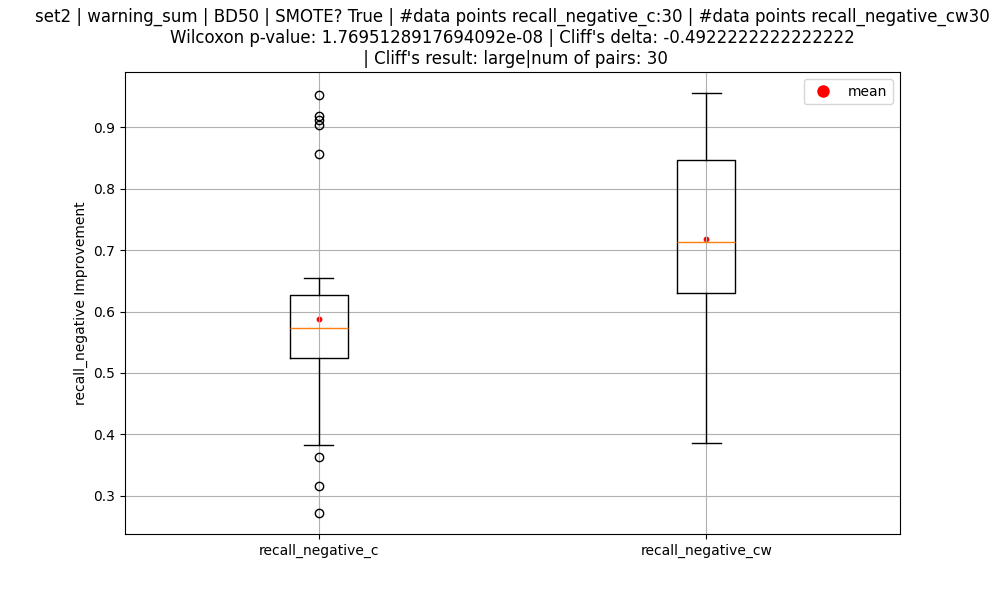 set2 | warning_sum | BD50 | SMOTE? True | #data points recall_negative_c:30 | #data points recall_negative_cw30
Wilcoxon p-value: 1.7695128917694092e-08 | Cliff's delta: -0.4922222222222222
| Cliff's result: large|num of pairs: 30
mean
0.9
0.8
0.7
0.6
0.5
0.4
0.3
recall_negative Improvement
recall_negative_c
recall_negative_cw